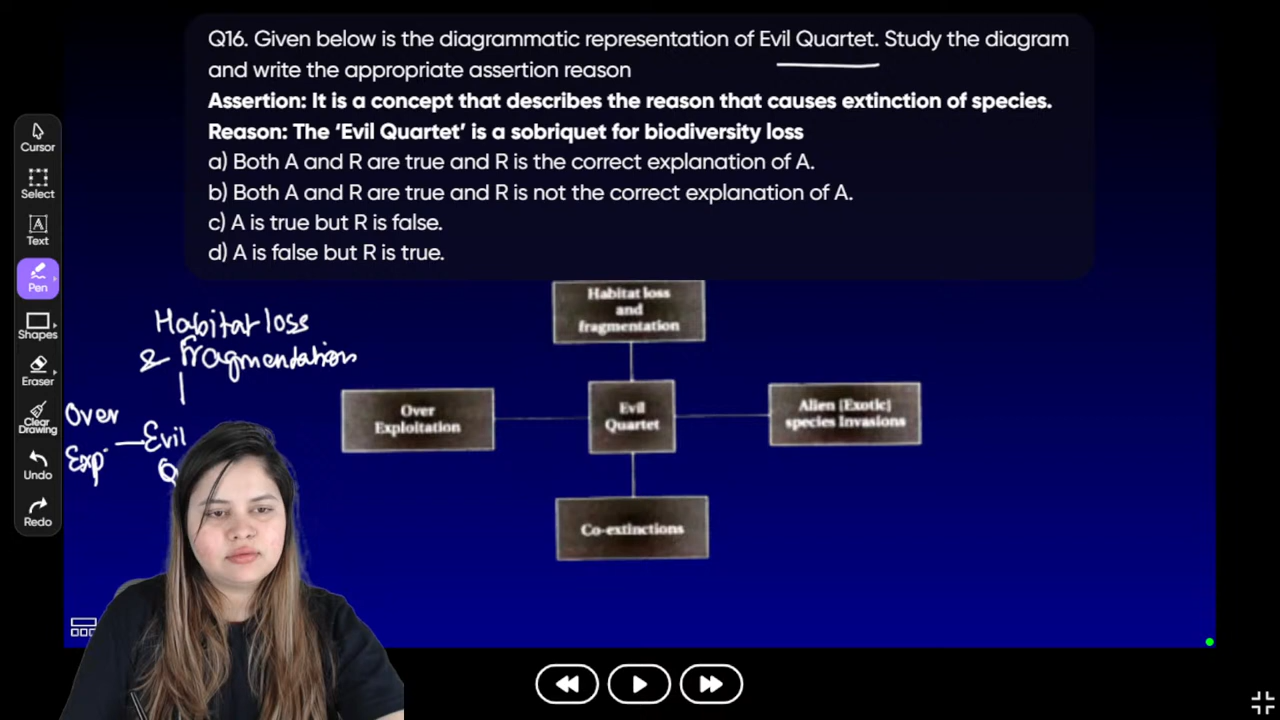 Q16. Given below is the diagrammatic representation of Evil Quartet. Study the diagram
and write the appropriate assertion reason
Assertion: It is a concept that describes the reason that causes extinction of species.
Reason: The ‘Evil Quartet’ is a sobriquet for biodiversity loss
a) Both A and R are true and R is the correct explanation of A.
b) Both A and R are true and R is not the correct explanation of A.
c) A is true but R is false.
d) A is false but R is true.
Cursor
Select
Text
Pen
Shapes
Eraser
Clear
Drawing
Undo
Redo
Habitat loss
& Fragmentation
Over
Exp
Evil
Q
Habitat loss
and
fragmentation
Over
Exploitation
Evil
Quartet
Alien [Exotic]
species Invasions
Co-extinctions